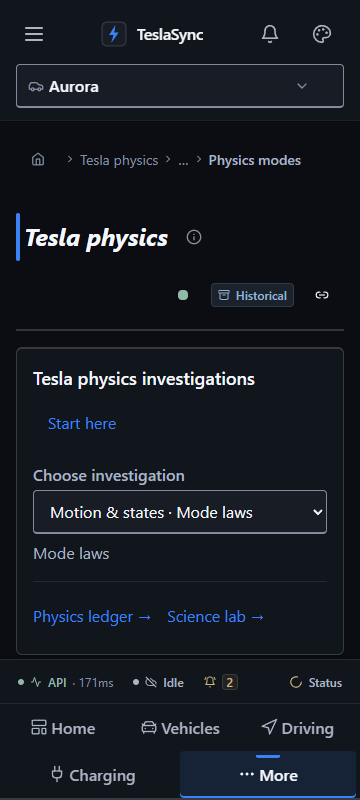 TeslaSync
Aurora
Tesla physics
...
Physics modes
Tesla physics
Historical
Tesla physics investigations
Start here
Choose investigation
Motion & states · Mode laws
Mode laws
Physics ledger → Science lab →
API · 171ms Idle 2 Status
Home Vehicles Driving
Charging More